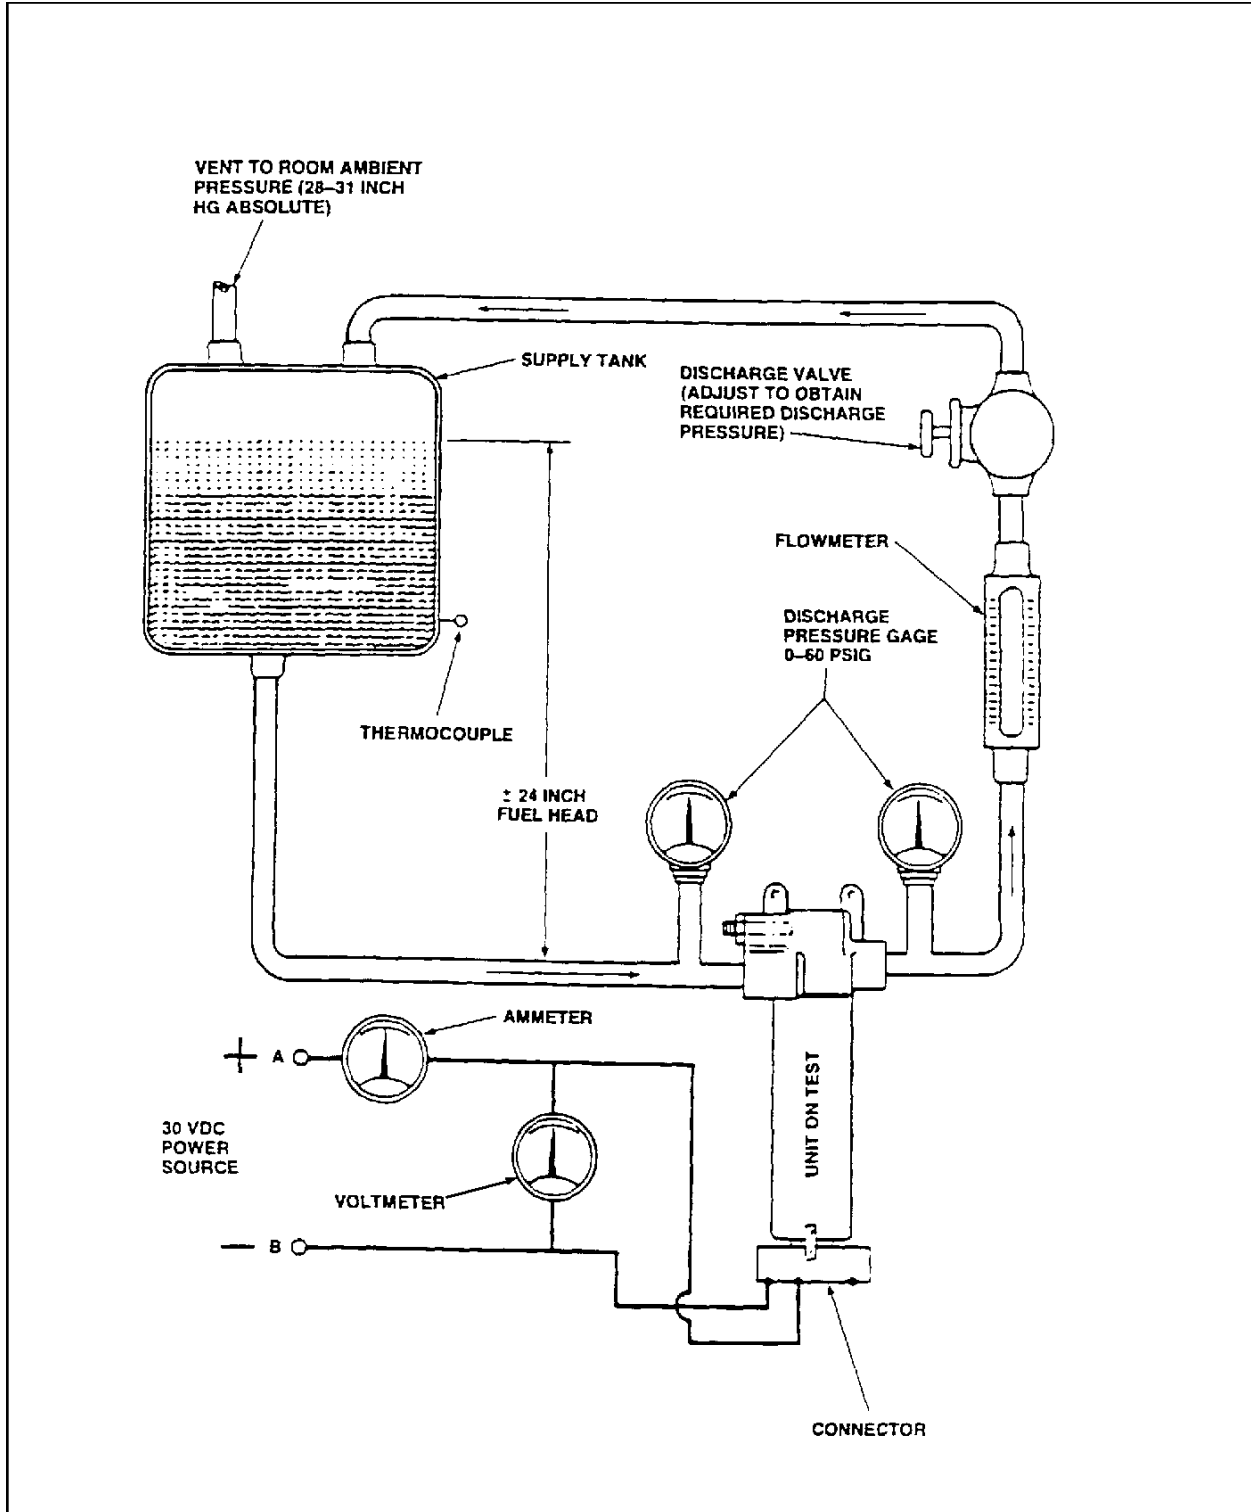 VENT TO ROOM AMBIENT
PRESSURE (28–31 INCH
HG ABSOLUTE)
SUPPLY TANK
DISCHARGE VALVE
(ADJUST TO OBTAIN
REQUIRED DISCHARGE
PRESSURE)
FLOWMETER
DISCHARGE
PRESSURE GAGE
0–60 PSIG
THERMOCOUPLE
± 24 INCH
FUEL HEAD
AMMETER
+ A
30 VDC
POWER
SOURCE
VOLTMETER
— B
UNIT ON TEST
CONNECTOR